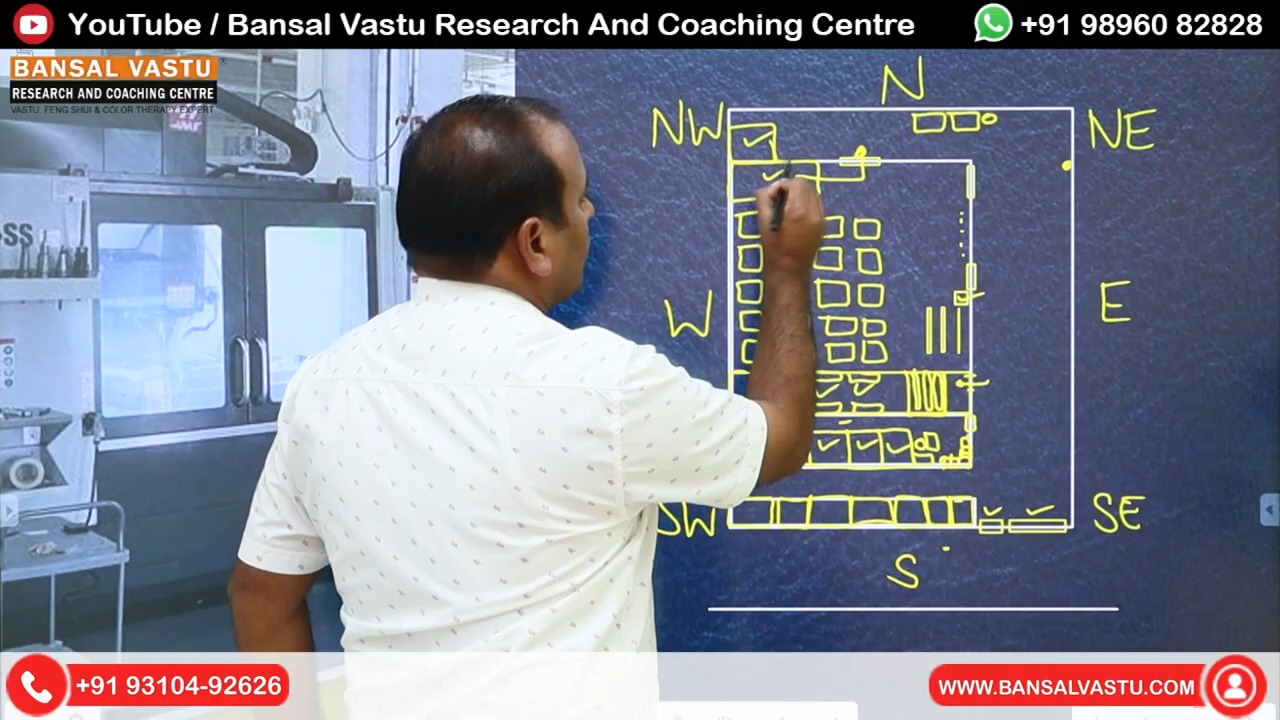 YouTube / Bansal Vastu Research And Coaching Centre
+91 98960 82828
BANSAL VASTU
RESEARCH AND COACHING CENTRE
VASTU FENG SHUI & COLOR THERAPY EXPERT
N
NW
NE
SS
W
E
SW
SE
S
+91 93104-92626
WWW.BANSALVASTU.COM